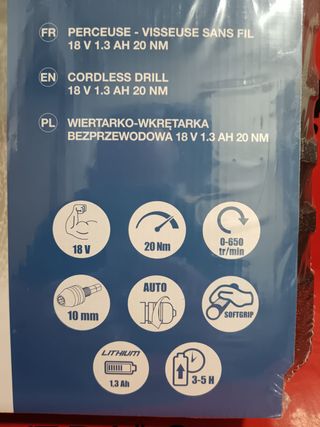 FR PERCEUSE - VISSEUSE SANS FIL
18 V 1.3 AH 20 NM
EN CORDLESS DRILL
18 V 1.3 AH 20 NM
PL WIERTARKO-WKRĘTARKA
BEZPRZEWODOWA 18 V 1.3 AH 20 NM
18 V
20 Nm
0-650
tr/min
10 mm
AUTO
SOFTGRIP
LITHIUM
1,3 Ah
3-5 H